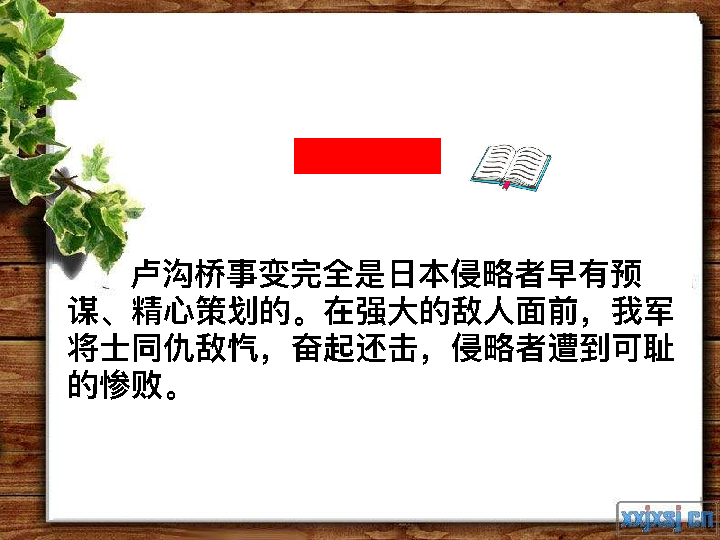 卢沟桥事变完全是日本侵略者早有预
谋、精心策划的。在强大的敌人面前，我军
将士同仇敌忾，奋起还击，侵略者遭到可耻
的惨败。
xxjxsj.cn